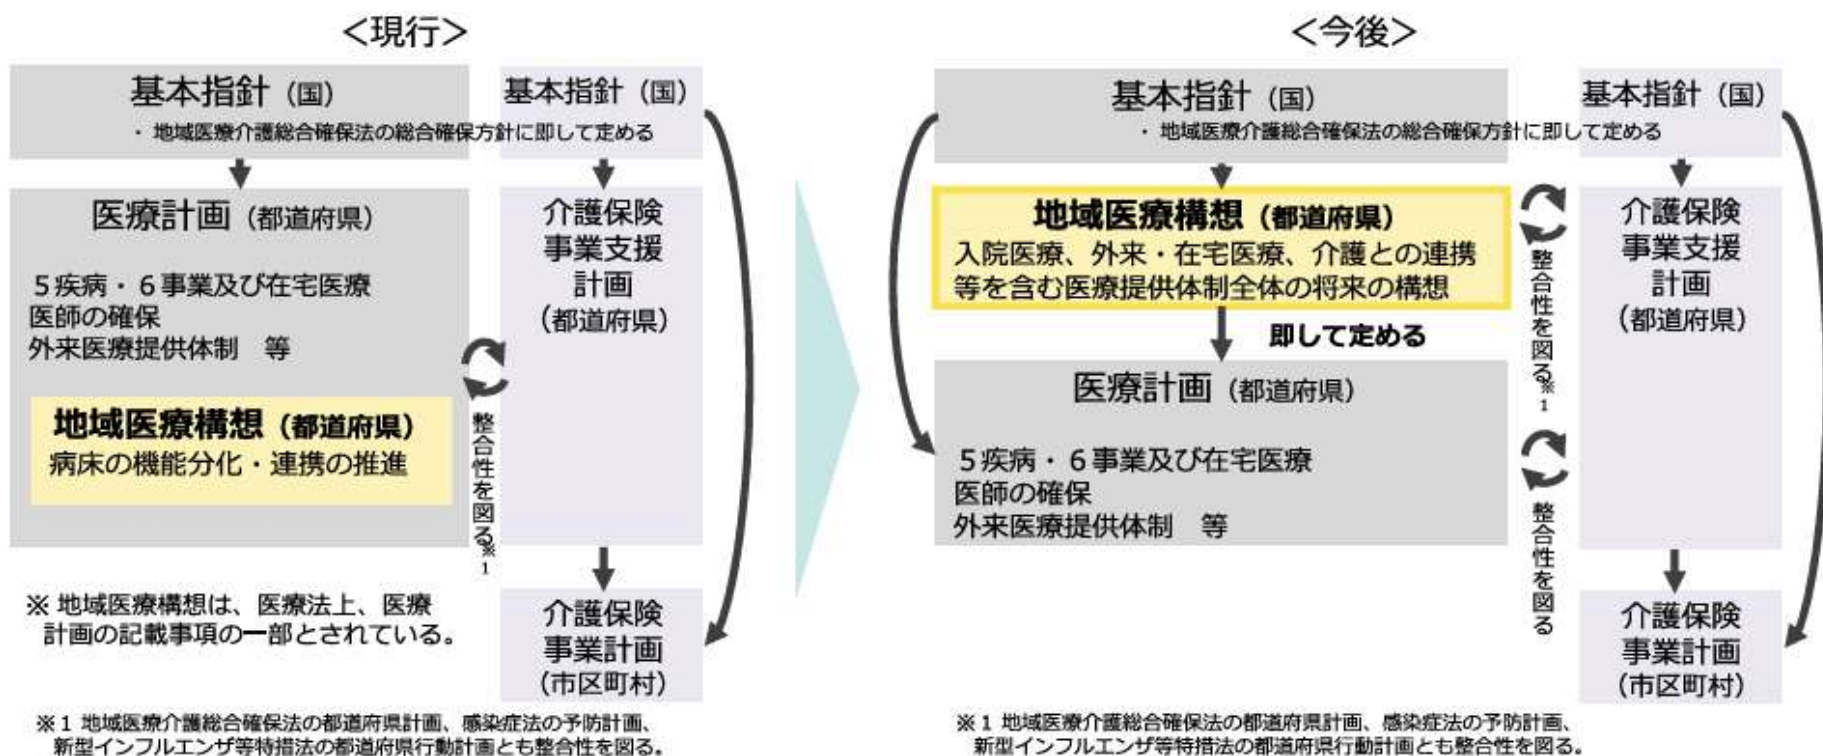 ＜現行＞
基本指針（国）
・地域医療介護総合確保法の総合確保方針に即して定める
基本指針（国）
医療計画（都道府県）
５疾病・６事業及び在宅医療
医師の確保
外来医療提供体制　等
地域医療構想（都道府県）
病床の機能分化・連携の推進
整合性を図る※1
介護保険
事業支援
計画
（都道府県）
介護保険
事業計画
（市区町村）
※ 地域医療構想は、医療法上、医療
計画の記載事項の一部とされている。
※１ 地域医療介護総合確保法の都道府県計画、感染症法の予防計画、
新型インフルエンザ等特措法の都道府県行動計画とも整合性を図る。
＜今後＞
基本指針（国）
・地域医療介護総合確保法の総合確保方針に即して定める
基本指針（国）
地域医療構想（都道府県）
入院医療、外来・在宅医療、介護との連携
等を含む医療提供体制全体の将来の構想
即して定める
医療計画（都道府県）
５疾病・６事業及び在宅医療
医師の確保
外来医療提供体制　等
整合性を図る※1
整合性を図る
介護保険
事業支援
計画
（都道府県）
介護保険
事業計画
（市区町村）
※１ 地域医療介護総合確保法の都道府県計画、感染症法の予防計画、
新型インフルエンザ等特措法の都道府県行動計画とも整合性を図る。